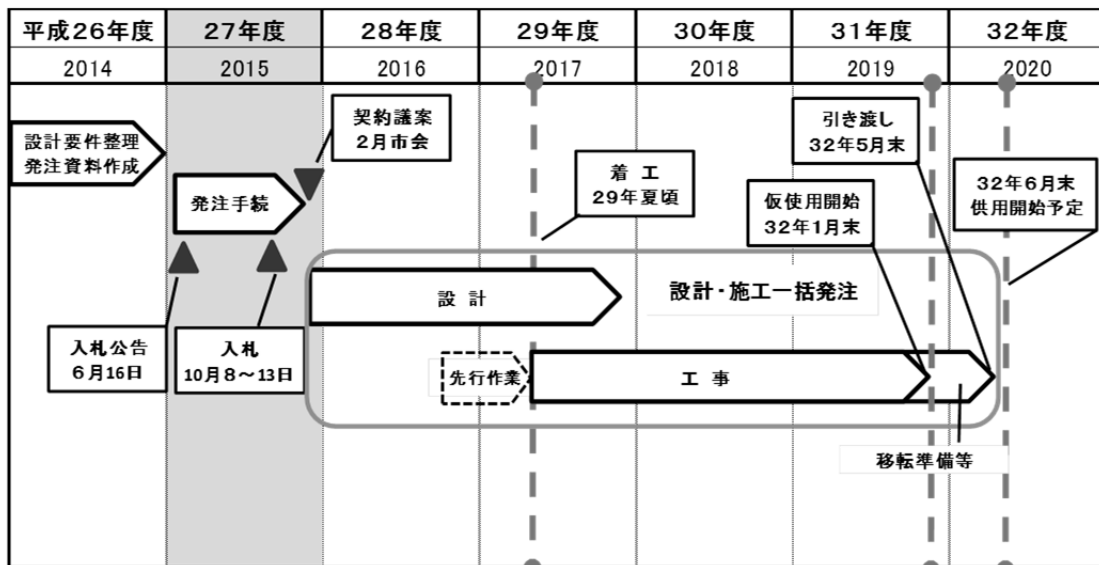 平成26年度 27年度 28年度 29年度 30年度 31年度 32年度
2014 2015 2016 2017 2018 2019 2020
設計要件整理
発注資料作成
契約議案
2月市会
引き渡し
32年5月末
着 工
29年夏頃
32年6月末
供用開始予定
発注手続
仮使用開始
32年1月末
設 計
設計・施工一括発注
入札公告
6月16日
入札
10月8~13日
先行作業
工 事
移転準備等